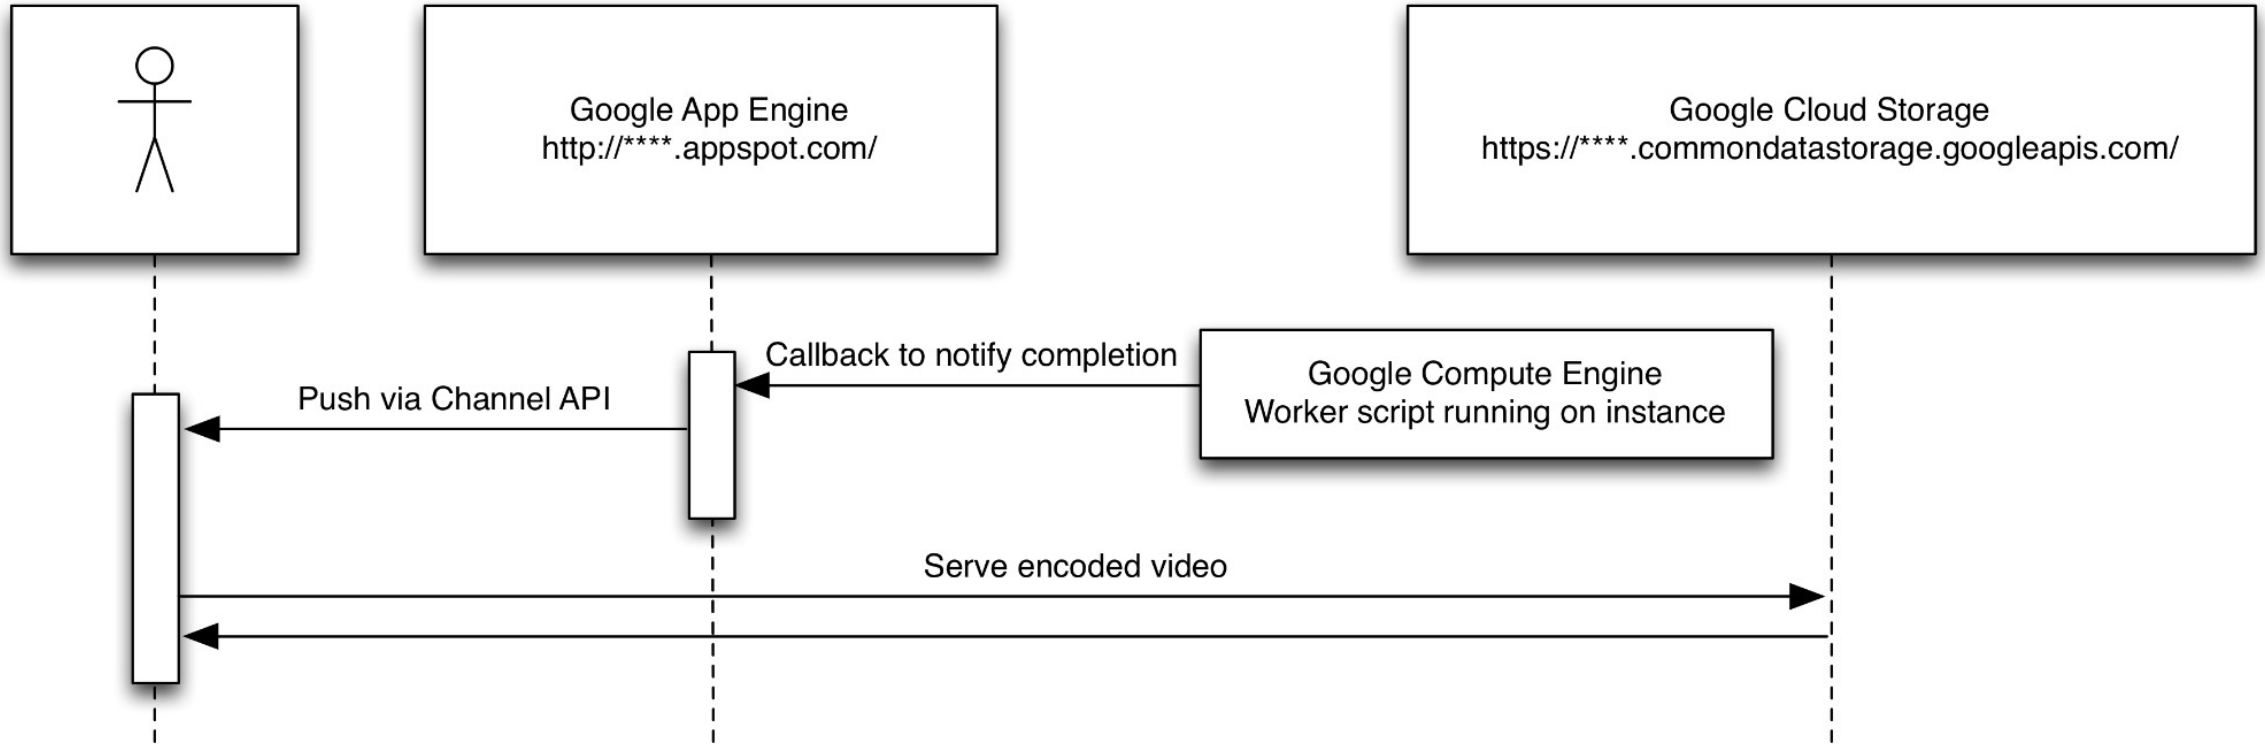 Google App Engine
http://****.appspot.com/
Google Cloud Storage
https://****.commondatastorage.googleapis.com/
Callback to notify completion
Google Compute Engine
Worker script running on instance
Push via Channel API
Serve encoded video